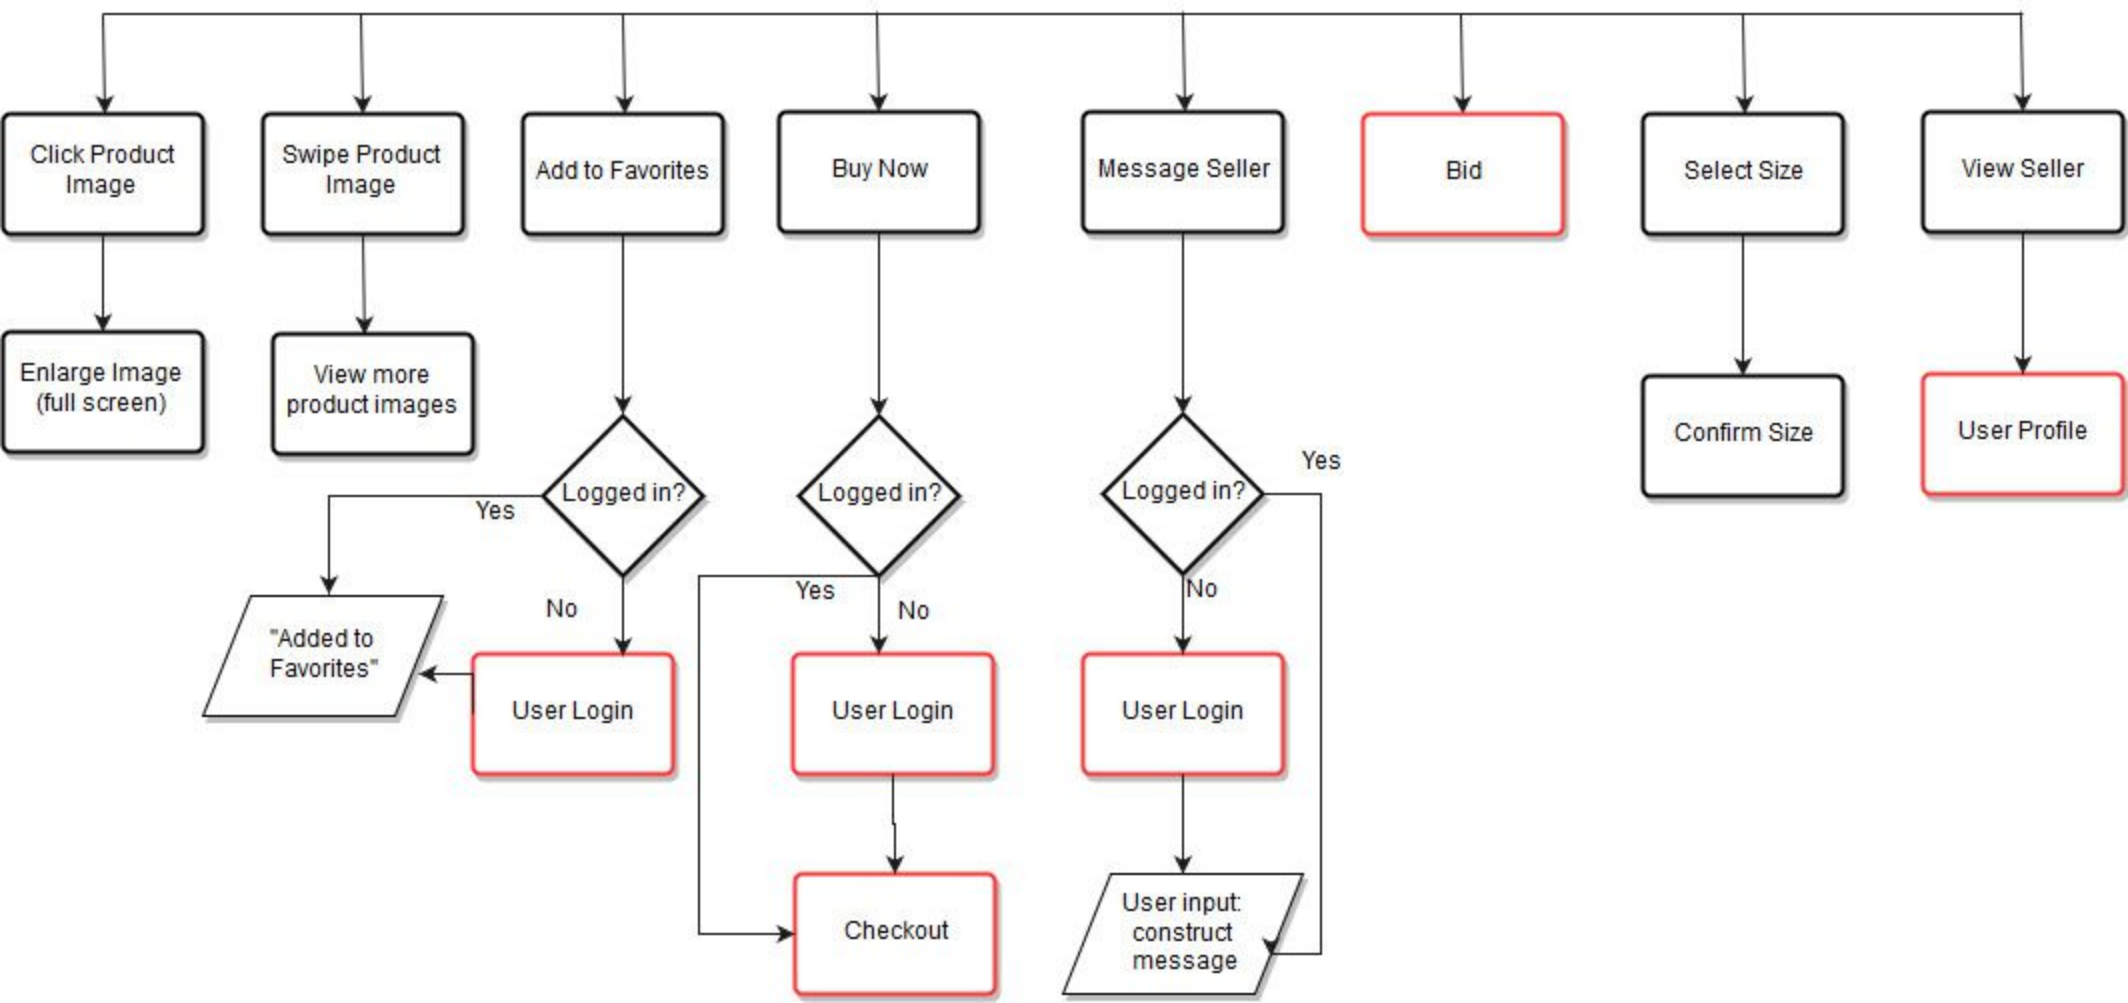 Click Product
Image
Swipe Product
Image
Add to Favorites
Buy Now
Message Seller
Bid
Select Size
View Seller
Enlarge Image
(full screen)
View more
product images
Confirm Size
User Profile
Logged in?
Logged in?
Logged in?
Yes
Yes
Yes
No
No
No
"Added to
Favorites"
User Login
User Login
User Login
Checkout
User input:
construct
message